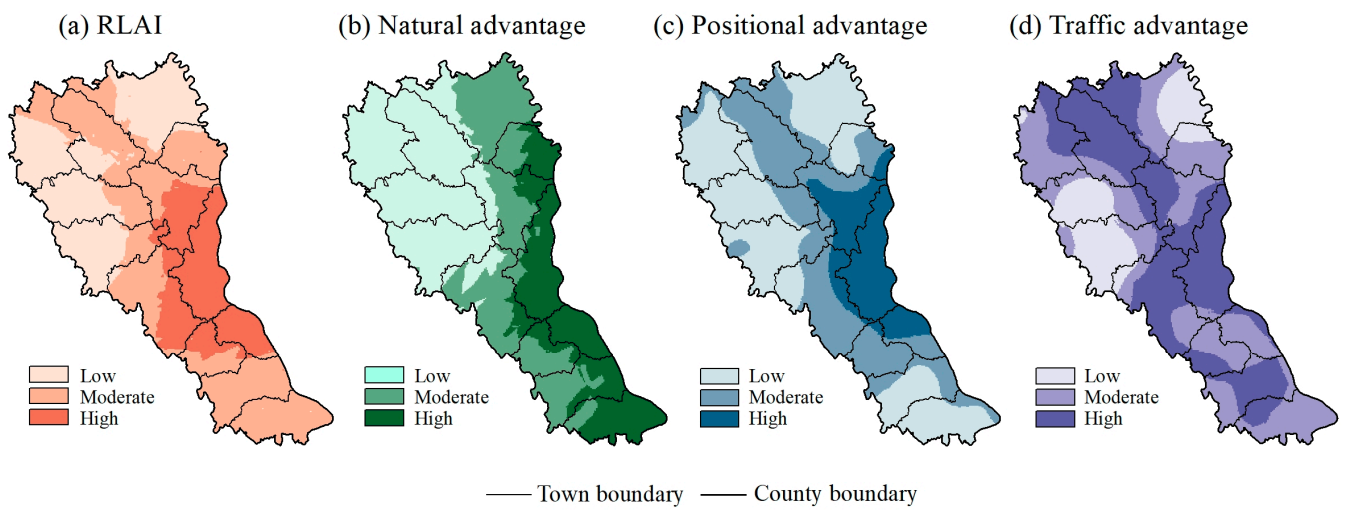 (a) RLAI
(b) Natural advantage
(c) Positional advantage
(d) Traffic advantage
Low
Moderate
High
Low
Moderate
High
Low
Moderate
High
Low
Moderate
High
Town boundary
County boundary